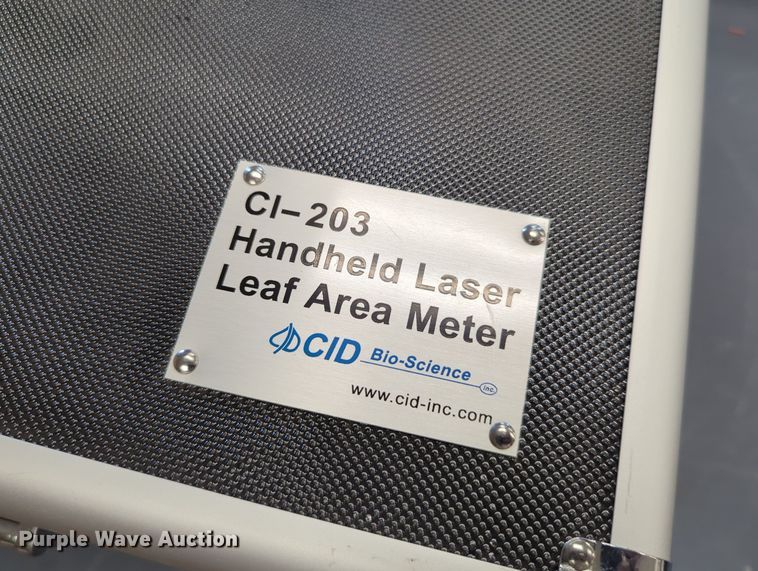 CI-203
Handheld Laser
Leaf Area Meter
CID Bio-Science inc.
www.cid-inc.com
Purple Wave Auction